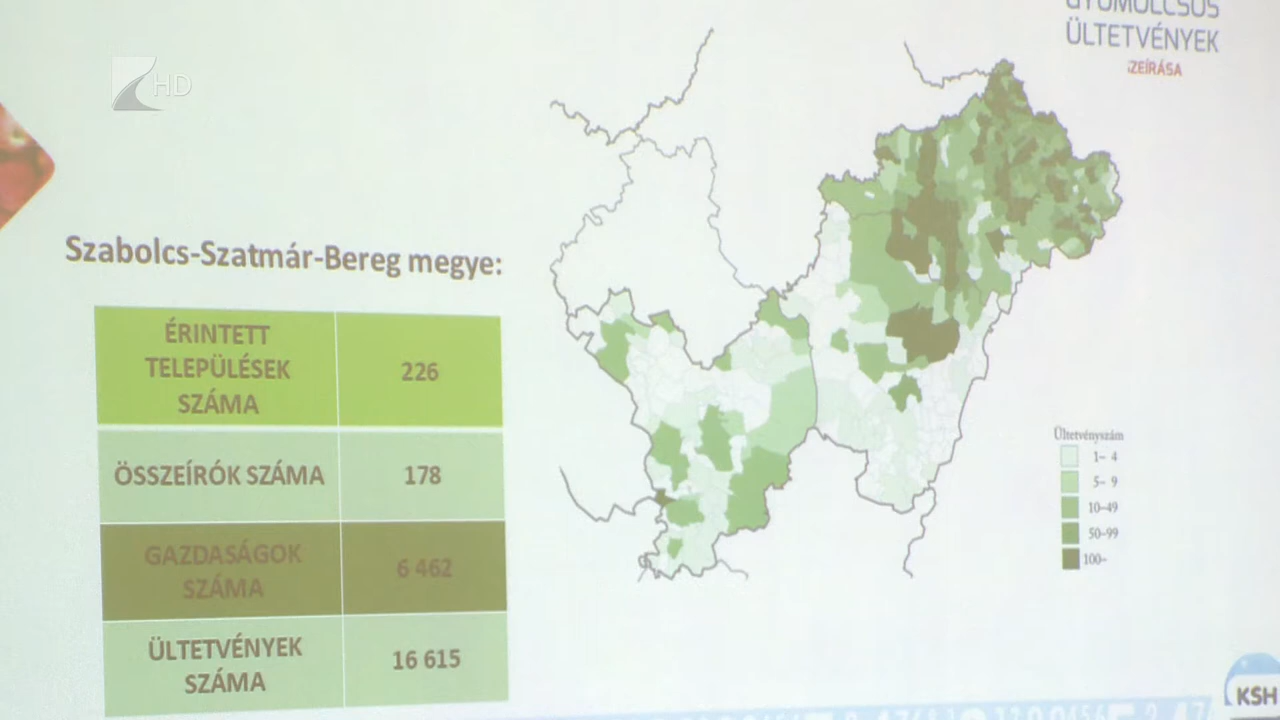 GYÜMÖLCSÖS
ÜLTETVÉNYEK
HD
Szabolcs-Szatmár-Bereg megye:
ÉRINTETT
TELEPÜLÉSEK
SZÁMA
226
ÖSSZEÍRÓK SZÁMA
178
GAZDASÁGOK
SZÁMA
6 462
ÜLTETVÉNYEK
SZÁMA
16 615
Ültetvényszám
1– 4
5– 9
10–49
50–99
100–
KSH